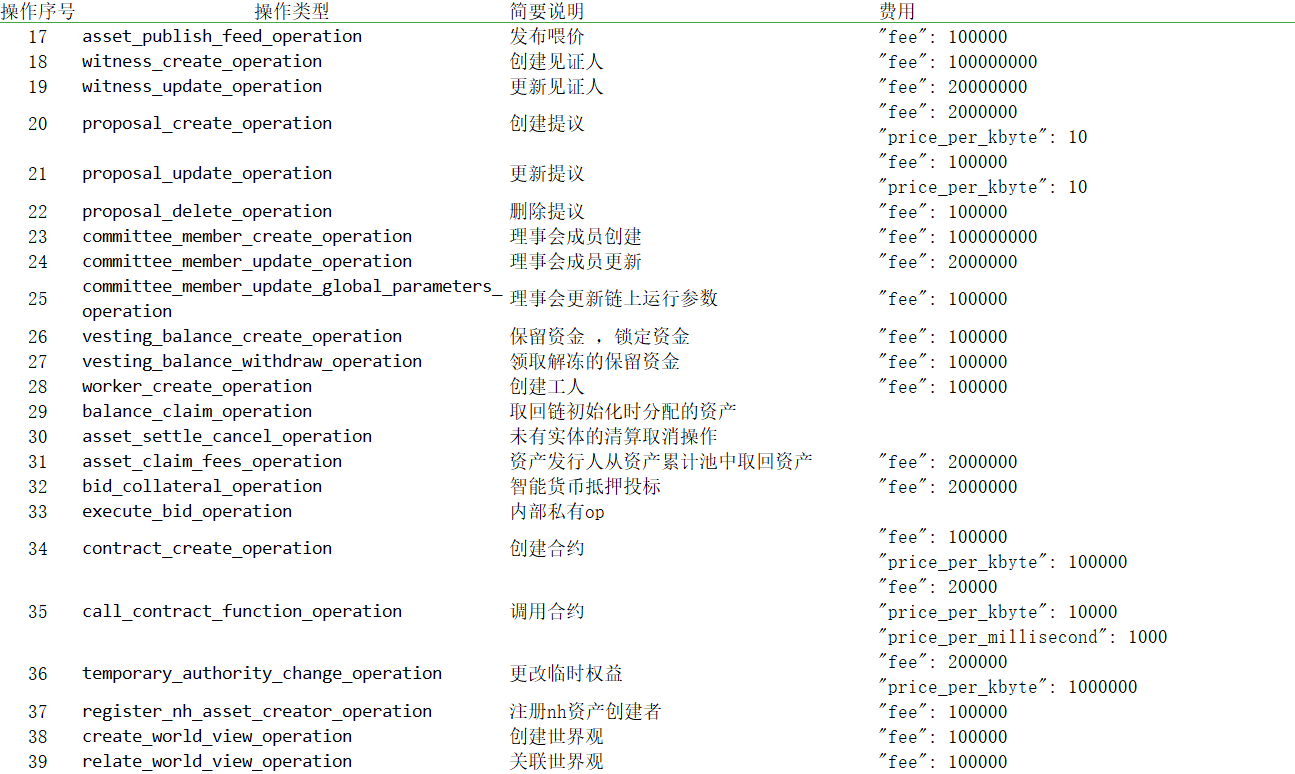 操作序号 操作类型 简要说明 费用
17 asset_publish_feed_operation 发布喂价 "fee": 100000
18 witness_create_operation 创建见证人 "fee": 100000000
19 witness_update_operation 更新见证人 "fee": 20000000
20 proposal_create_operation 创建提议 "fee": 2000000
"price_per_kbyte": 10
21 proposal_update_operation 更新提议 "fee": 100000
"price_per_kbyte": 10
22 proposal_delete_operation 删除提议 "fee": 100000
23 committee_member_create_operation 理事会成员创建 "fee": 100000000
24 committee_member_update_operation 理事会成员更新 "fee": 2000000
25 committee_member_update_global_parameters_
operation 理事会更新链上运行参数 "fee": 100000
26 vesting_balance_create_operation 保留资金 ，锁定资金 "fee": 100000
27 vesting_balance_withdraw_operation 领取解冻的保留资金 "fee": 100000
28 worker_create_operation 创建工人 "fee": 100000
29 balance_claim_operation 取回链初始化时分配的资产
30 asset_settle_cancel_operation 未有实体的清算取消操作
31 asset_claim_fees_operation 资产发行人从资产累计池中取回资产 "fee": 2000000
32 bid_collateral_operation 智能货币抵押投标 "fee": 2000000
33 execute_bid_operation 内部私有op
34 contract_create_operation 创建合约 "fee": 100000
"price_per_kbyte": 100000
35 call_contract_function_operation 调用合约 "fee": 20000
"price_per_kbyte": 10000
"price_per_millisecond": 1000
36 temporary_authority_change_operation 更改临时权益 "fee": 200000
"price_per_kbyte": 1000000
37 register_nh_asset_creator_operation 注册nh资产创建者 "fee": 100000
38 create_world_view_operation 创建世界观 "fee": 100000
39 relate_world_view_operation 关联世界观 "fee": 100000